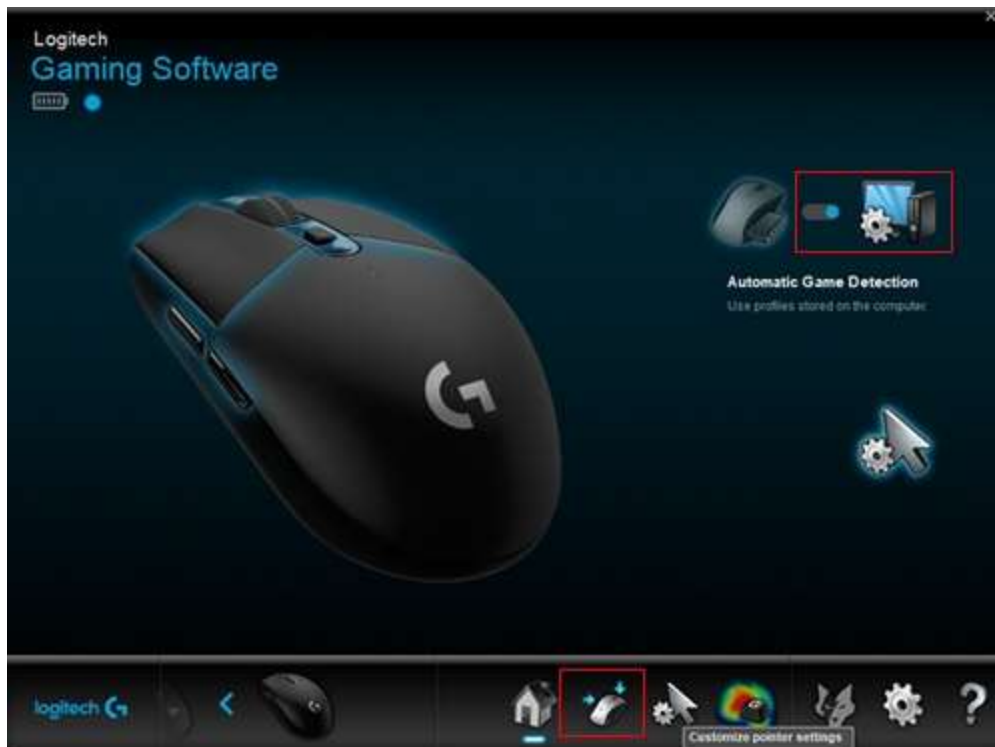 Logitech
Gaming Software
Automatic Game Detection
Use profiles stored on the computer.
logitech G
Customize pointer settings